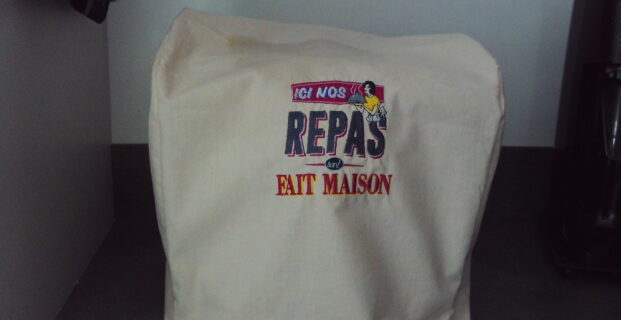 ICI NOS
REPAS
sont
FAIT MAISON